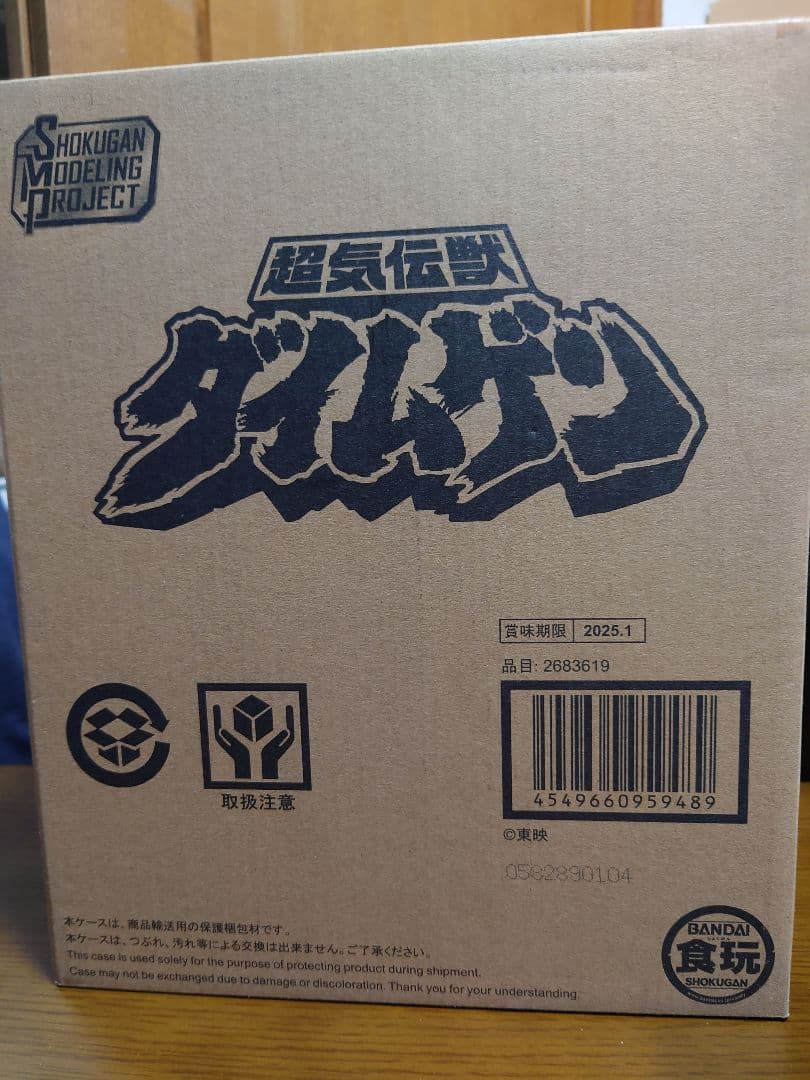 SHOKUGAN
MODELING
PROJECT
超気伝獣
ダイムゲン
賞味期限 2025.1
品目: 2683619
4549660959489
©東映
0582890104
取扱注意
本ケースは、商品輸送用の保護梱包材です。
本ケースは、つぶれ、汚れ等による交換は出来ません。ご了承ください。
This case is used solely for the purpose of protecting product during shipment.
Case may not be exchanged due to damage or discoloration. Thank you for your understanding.
BANDAI
食玩
SHOKUGAN